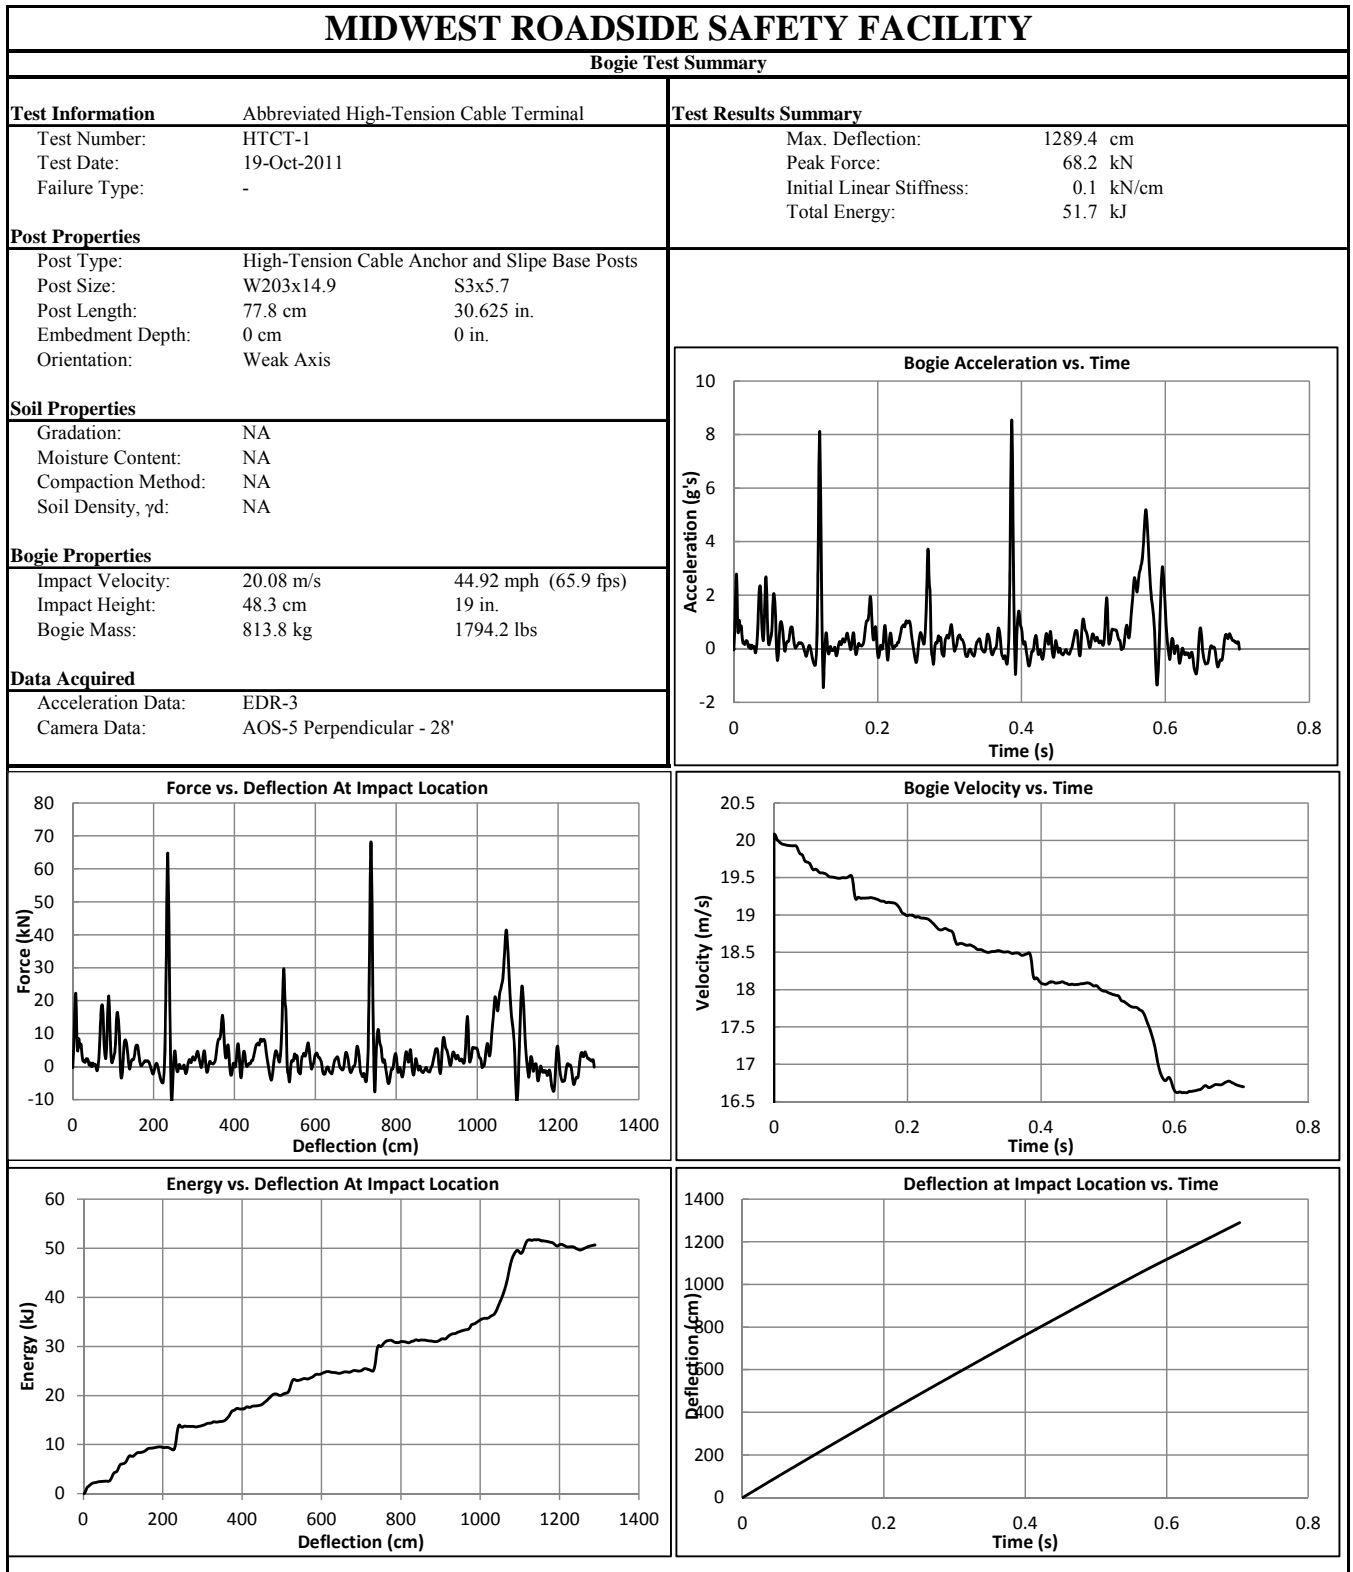 MIDWEST ROADSIDE SAFETY FACILITY
Bogie Test Summary
Test Information Abbreviated High-Tension Cable Terminal
Test Number: HTCT-1
Test Date: 19-Oct-2011
Failure Type: -
Post Properties
Post Type: High-Tension Cable Anchor and Slipe Base Posts
Post Size: W203x14.9 S3x5.7
Post Length: 77.8 cm 30.625 in.
Embedment Depth: 0 cm 0 in.
Orientation: Weak Axis
Soil Properties
Gradation: NA
Moisture Content: NA
Compaction Method: NA
Soil Density, γd: NA
Bogie Properties
Impact Velocity: 20.08 m/s 44.92 mph (65.9 fps)
Impact Height: 48.3 cm 19 in.
Bogie Mass: 813.8 kg 1794.2 lbs
Data Acquired
Acceleration Data: EDR-3
Camera Data: AOS-5 Perpendicular - 28'
Test Results Summary
Max. Deflection: 1289.4 cm
Peak Force: 68.2 kN
Initial Linear Stiffness: 0.1 kN/cm
Total Energy: 51.7 kJ
Bogie Acceleration vs. Time
Acceleration (g's)
10
8
6
4
2
0
-2
0 0.2 0.4 0.6 0.8
Time (s)
Force vs. Deflection At Impact Location
Force (kN)
80
70
60
50
40
30
20
10
0
-10
0 200 400 600 800 1000 1200 1400
Deflection (cm)
Bogie Velocity vs. Time
Velocity (m/s)
20.5
20
19.5
19
18.5
18
17.5
17
16.5
0 0.2 0.4 0.6 0.8
Time (s)
Energy vs. Deflection At Impact Location
Energy (kJ)
60
50
40
30
20
10
0
0 200 400 600 800 1000 1200 1400
Deflection (cm)
Deflection at Impact Location vs. Time
Deflection (cm)
1400
1200
1000
800
600
400
200
0
0 0.2 0.4 0.6 0.8
Time (s)